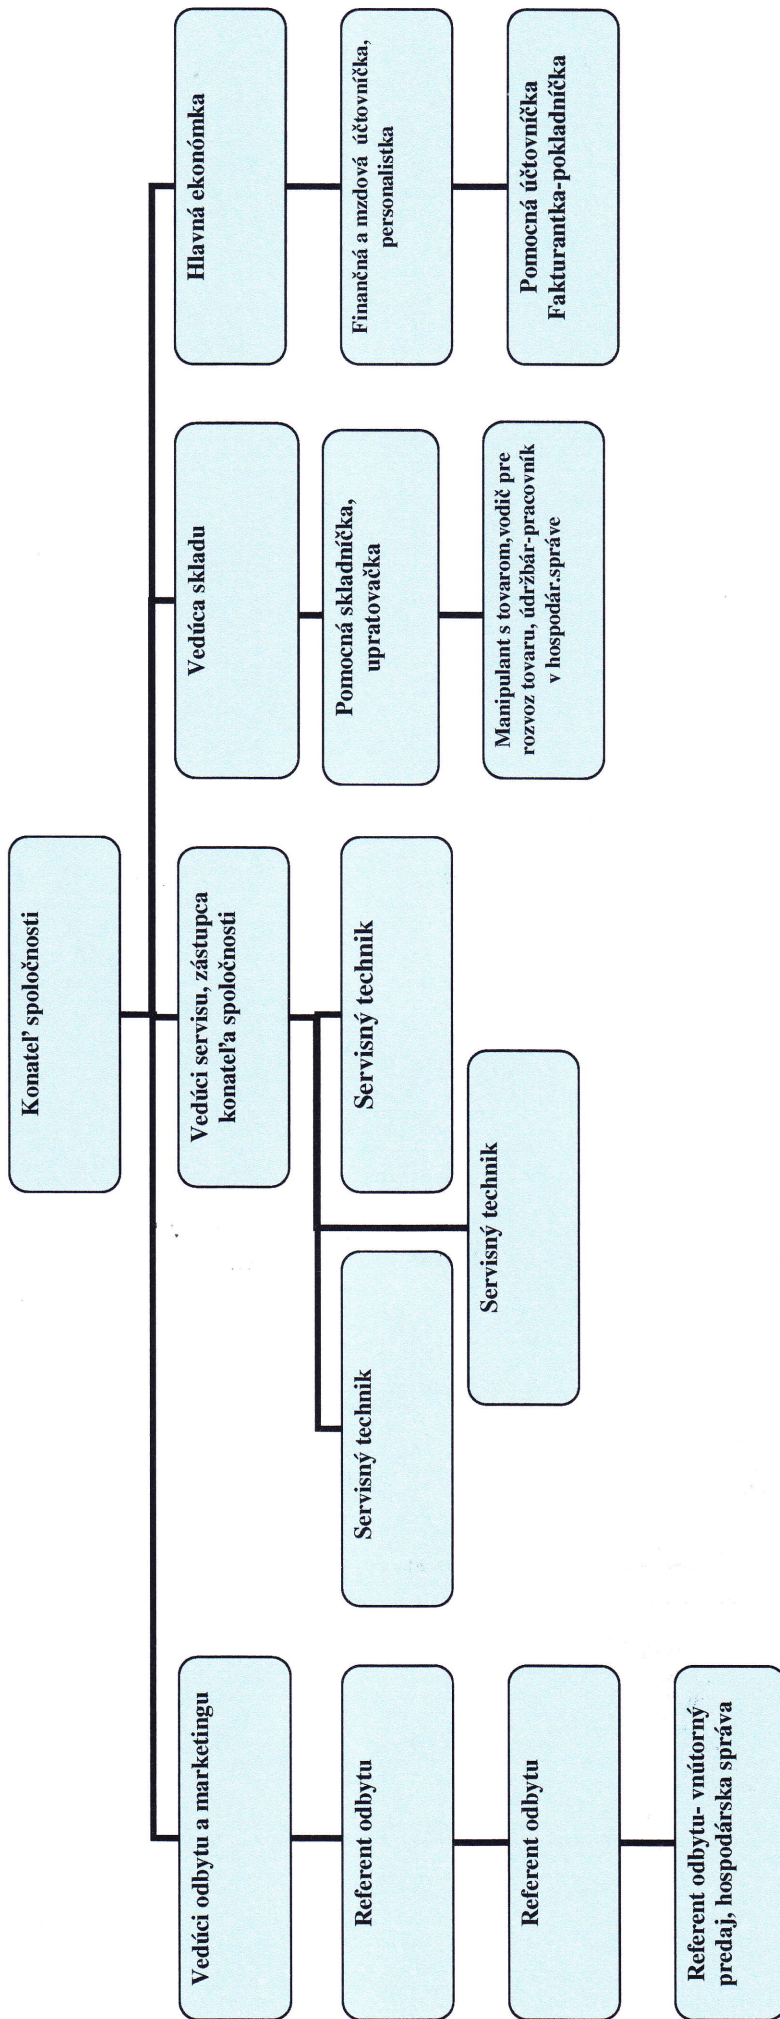 Konateľ spoločnosti
Vedúci odbytu a marketingu
Referent odbytu
Referent odbytu
Referent odbytu- vnútorný
predaj, hospodárska správa
Vedúci servisu, zástupca
konateľa spoločnosti
Servisný technik
Servisný technik
Servisný technik
Vedúca skladu
Pomocná skladníčka,
upratovačka
Manipulant s tovarom,vodič pre
rozvoz tovaru, údržbár-pracovník
v hospodár.správe
Hlavná ekonómka
Finančná a mzdová účtovníčka,
personalistka
Pomocná účtovníčka
Fakturantka-pokladníčka